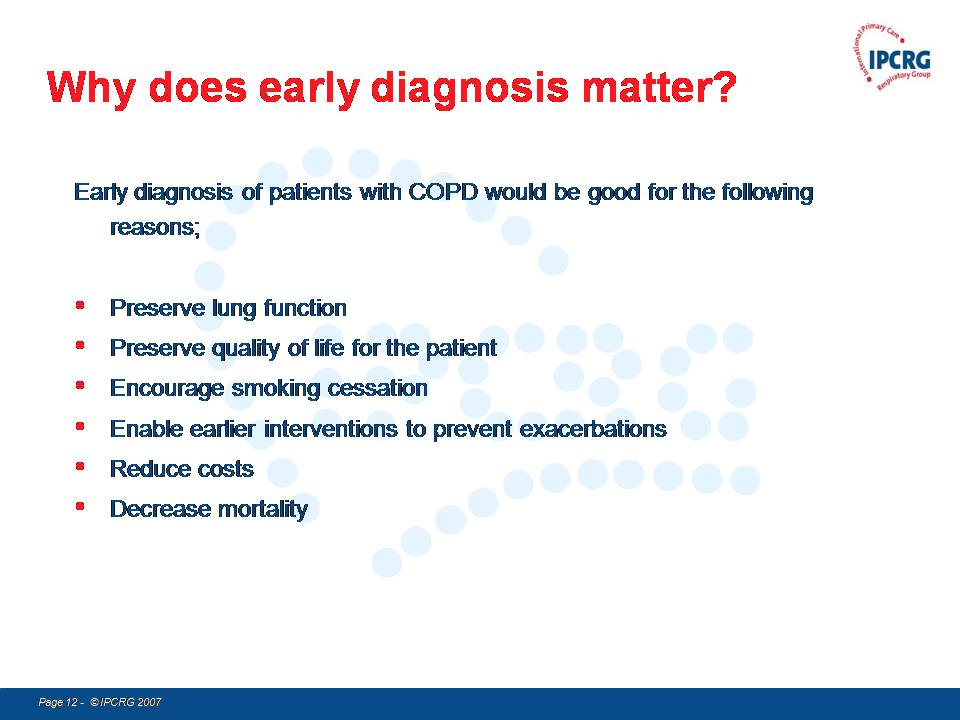 International Primary Care
IPCRG
Respiratory Group
Why does early diagnosis matter?
Early diagnosis of patients with COPD would be good for the following
reasons;
• Preserve lung function
• Preserve quality of life for the patient
• Encourage smoking cessation
• Enable earlier interventions to prevent exacerbations
• Reduce costs
• Decrease mortality
Page 12 - © IPCRG 2007